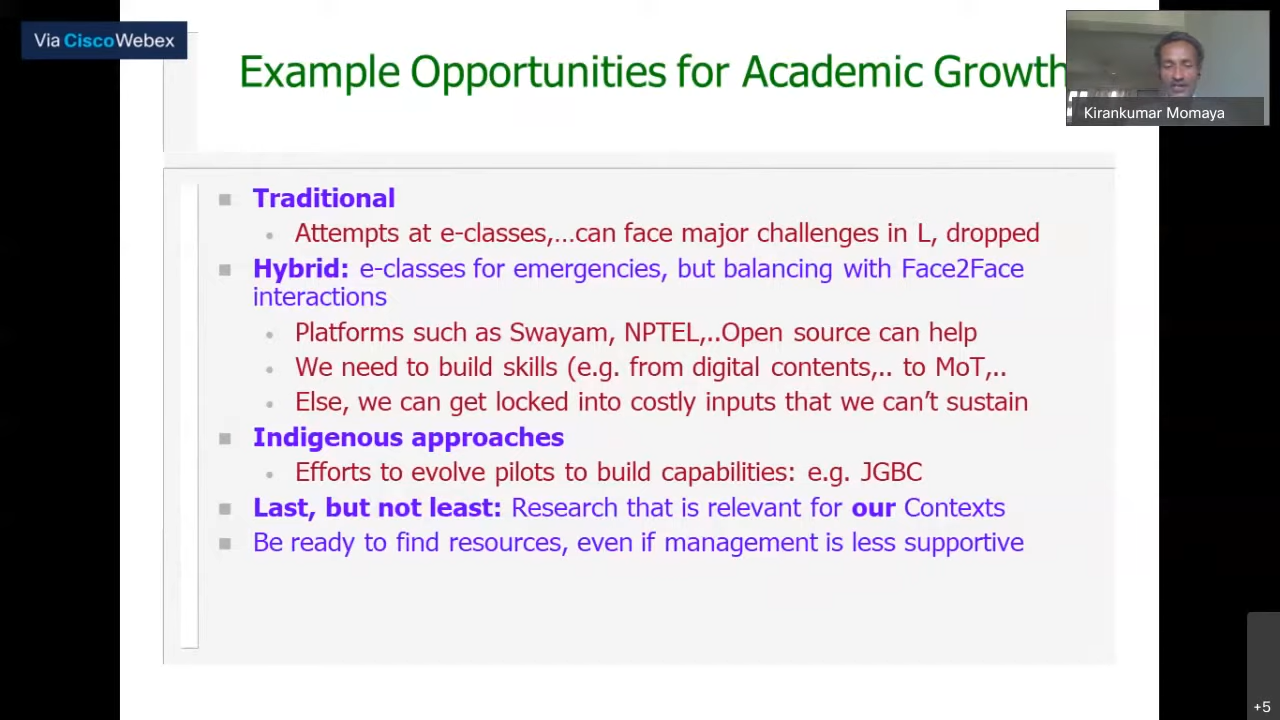 Via CiscoWebex
Example Opportunities for Academic Growth
Kirankumar Momaya
Traditional
Attempts at e-classes,...can face major challenges in L, dropped
Hybrid: e-classes for emergencies, but balancing with Face2Face
interactions
Platforms such as Swayam, NPTEL,..Open source can help
We need to build skills (e.g. from digital contents,.. to MoT,..
Else, we can get locked into costly inputs that we can't sustain
Indigenous approaches
Efforts to evolve pilots to build capabilities: e.g. JGBC
Last, but not least: Research that is relevant for our Contexts
Be ready to find resources, even if management is less supportive
+5